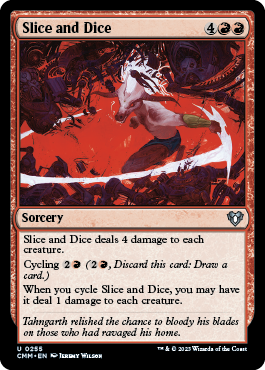 Slice and Dice 4
Sorcery
Slice and Dice deals 4 damage to each
creature.
Cycling 2 (2, Discard this card: Draw a
card.)
When you cycle Slice and Dice, you may have
it deal 1 damage to each creature.
Tahngarth relished the chance to bloody his blades
on those who had ravaged his home.
U 0255
CMM • EN Jeremy Wilson
™ & © 2023 Wizards of the Coast